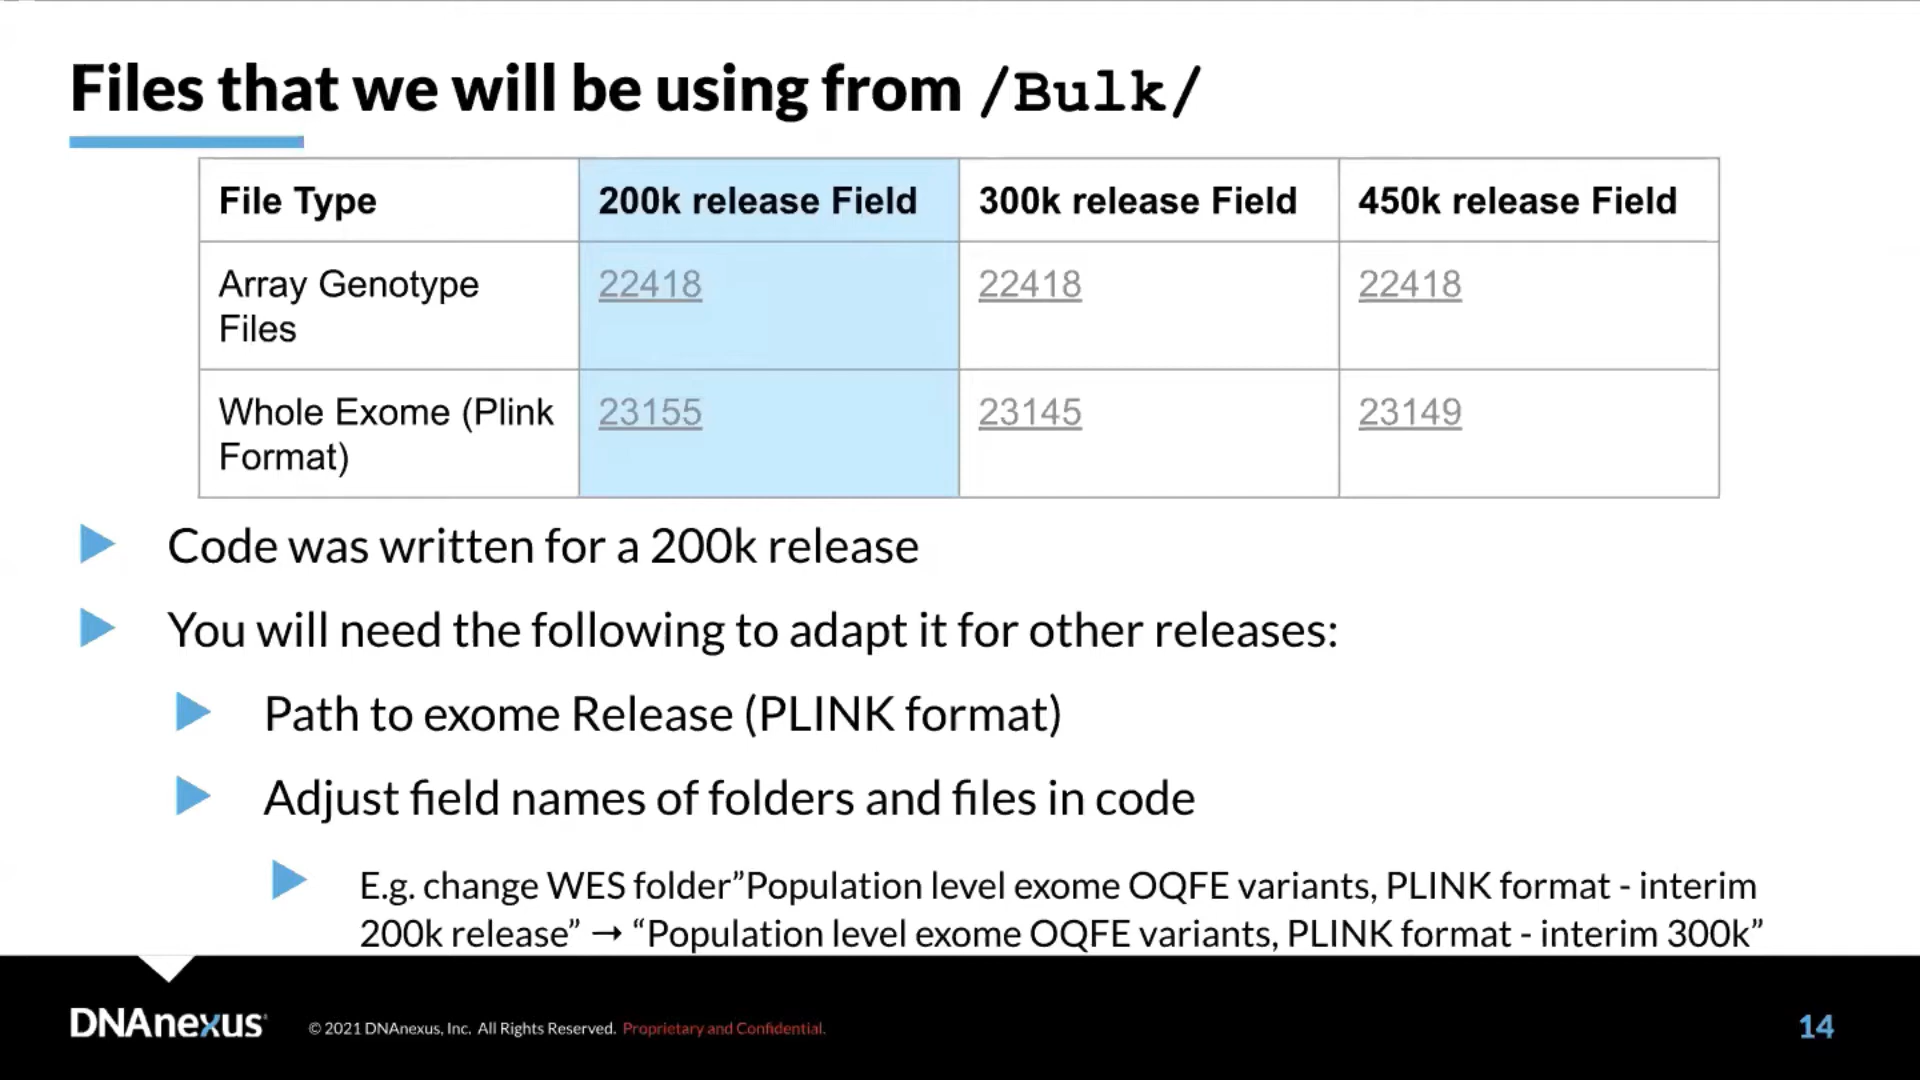 Files that we will be using from /Bulk/
File Type
200k release Field
300k release Field
450k release Field
Array Genotype
Files
22418
22418
22418
Whole Exome (Plink
Format)
23155
23145
23149
Code was written for a 200k release
You will need the following to adapt it for other releases:
Path to exome Release (PLINK format)
Adjust field names of folders and files in code
E.g. change WES folder”Population level exome OQFE variants, PLINK format - interim
200k release” → “Population level exome OQFE variants, PLINK format - interim 300k”
DNAnexus
© 2021 DNAnexus, Inc. All Rights Reserved. Proprietary and Confidential.
14